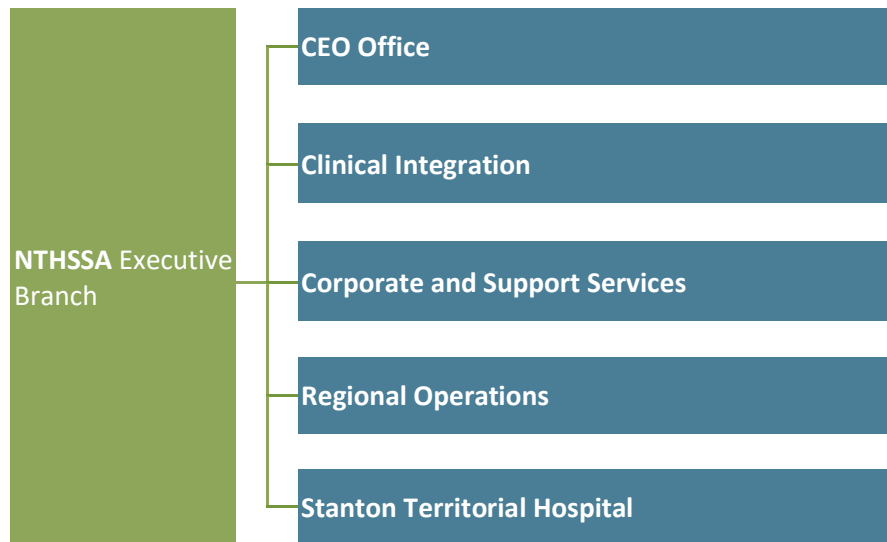 CEO Office
Clinical Integration
NTHSSA Executive
Branch
Corporate and Support Services
Regional Operations
Stanton Territorial Hospital